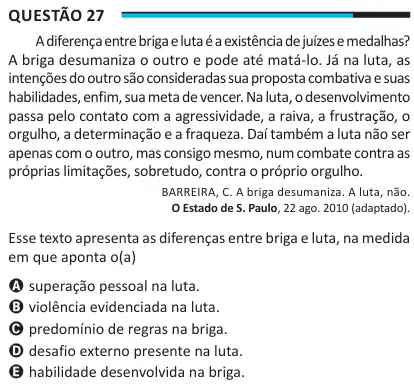 QUESTÃO 27
A diferença entre briga e luta é a existência de juízes e medalhas?
A briga desumaniza o outro e pode até matá-lo. Já na luta, as
intenções do outro são consideradas sua proposta combativa e suas
habilidades, enfim, sua meta de vencer. Na luta, o desenvolvimento
passa pelo contato com a agressividade, a raiva, a frustração, o
orgulho, a determinação e a fraqueza. Daí também a luta não ser
apenas com o outro, mas consigo mesmo, num combate contra as
próprias limitações, sobretudo, contra o próprio orgulho.
BARREIRA, C. A briga desumaniza. A luta, não.
O Estado de S. Paulo, 22 ago. 2010 (adaptado).
Esse texto apresenta as diferenças entre briga e luta, na medida
em que aponta o(a)
A superação pessoal na luta.
B violência evidenciada na luta.
C predomínio de regras na briga.
D desafio externo presente na luta.
E habilidade desenvolvida na briga.